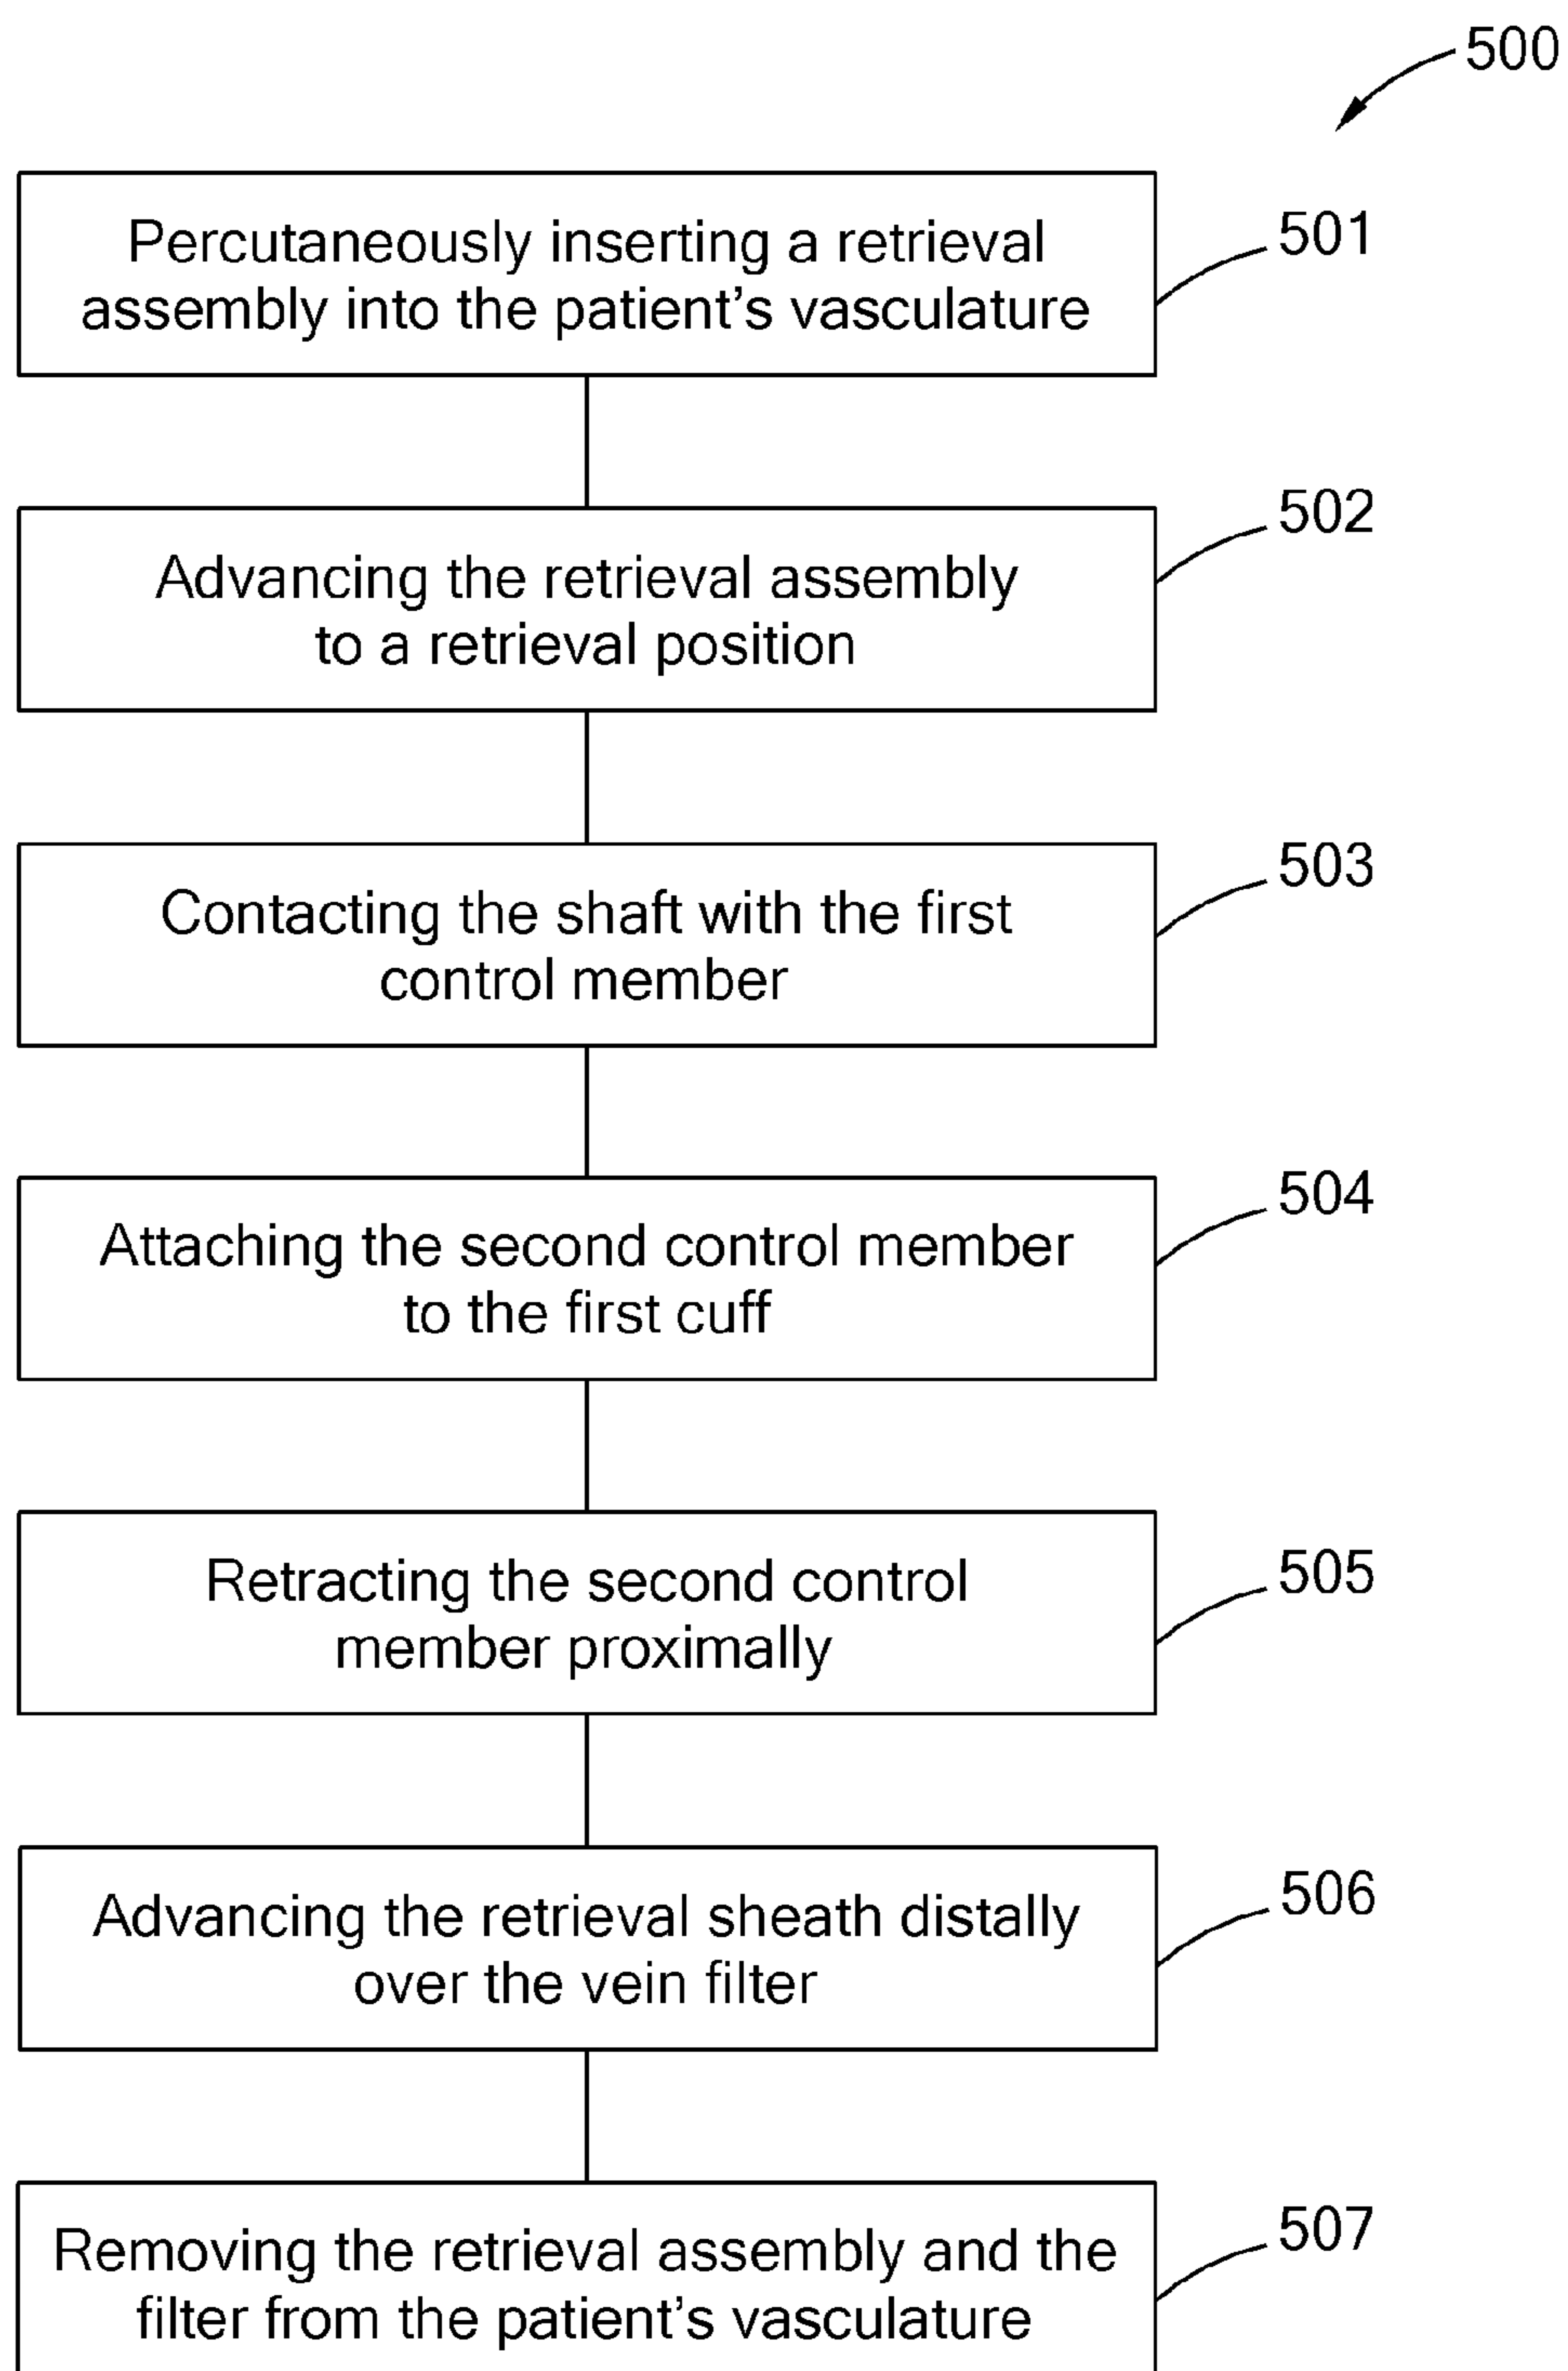 500
Percutaneously inserting a retrieval
assembly into the patient’s vasculature
501
Advancing the retrieval assembly
to a retrieval position
502
Contacting the shaft with the first
control member
503
Attaching the second control member
to the first cuff
504
Retracting the second control
member proximally
505
Advancing the retrieval sheath distally
over the vein filter
506
Removing the retrieval assembly and the
filter from the patient’s vasculature
507